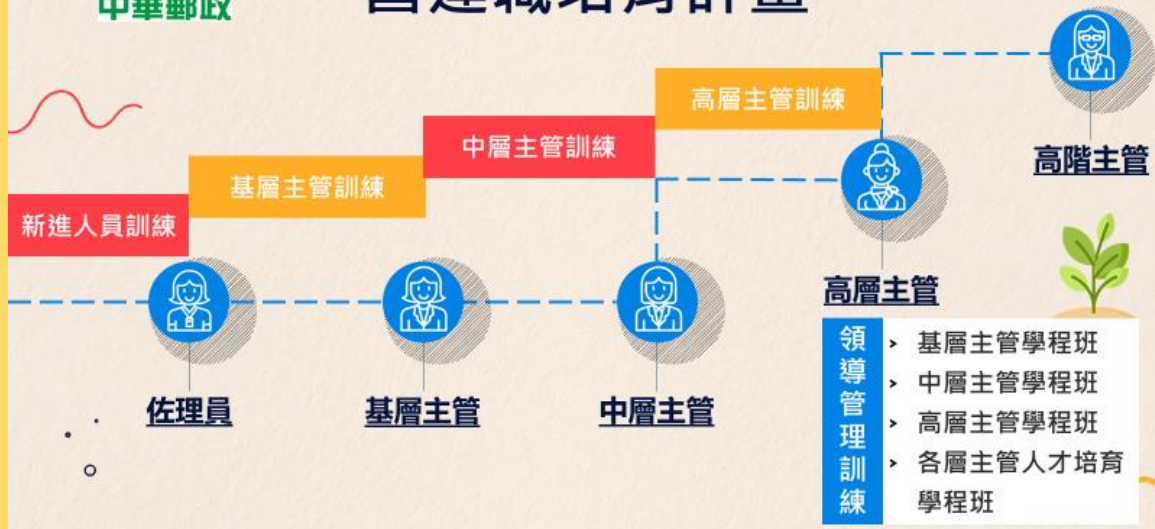 中華郵政
高層主管訓練
中層主管訓練
基層主管訓練
新進人員訓練
高階主管
高層主管
佐理員
基層主管
中層主管
領導管理訓練
› 基層主管學程班
› 中層主管學程班
› 高層主管學程班
› 各層主管人才培育
學程班